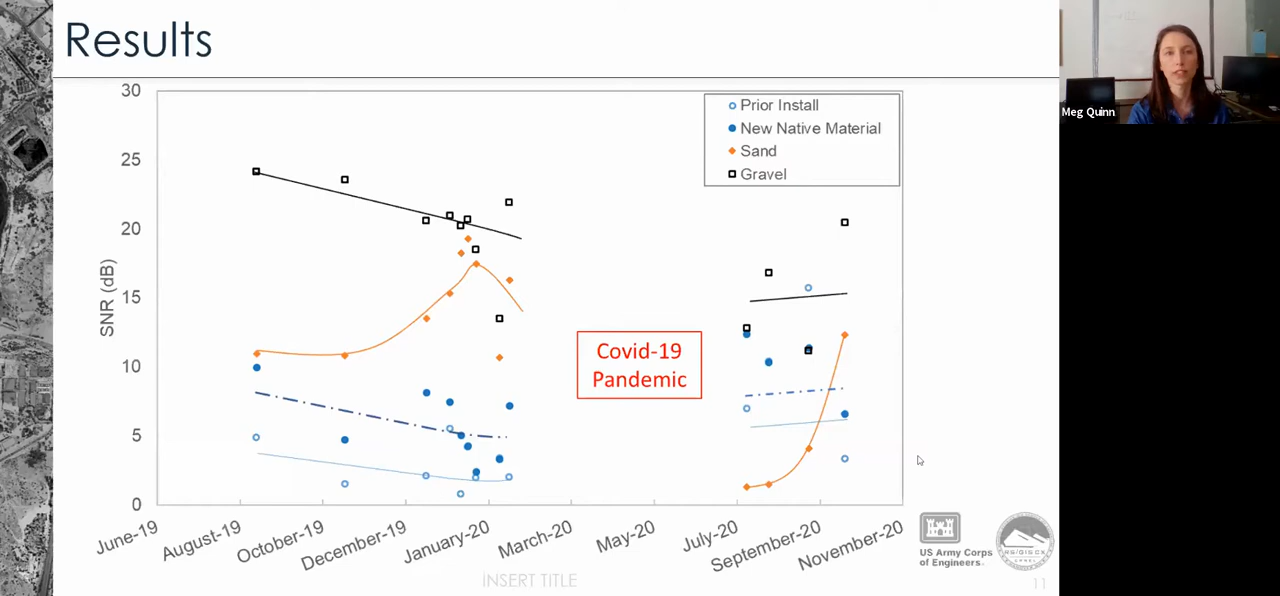 Results
30
25
20
15
10
5
0
SNR (dB)
Prior Install
New Native Material
Sand
Gravel
Covid-19
Pandemic
June-19
August-19
October-19
December-19
January-20
March-20
May-20
July-20
September-20
November-20
INSERT TITLE
US Army Corps
of Engineers
11
Meg Quinn